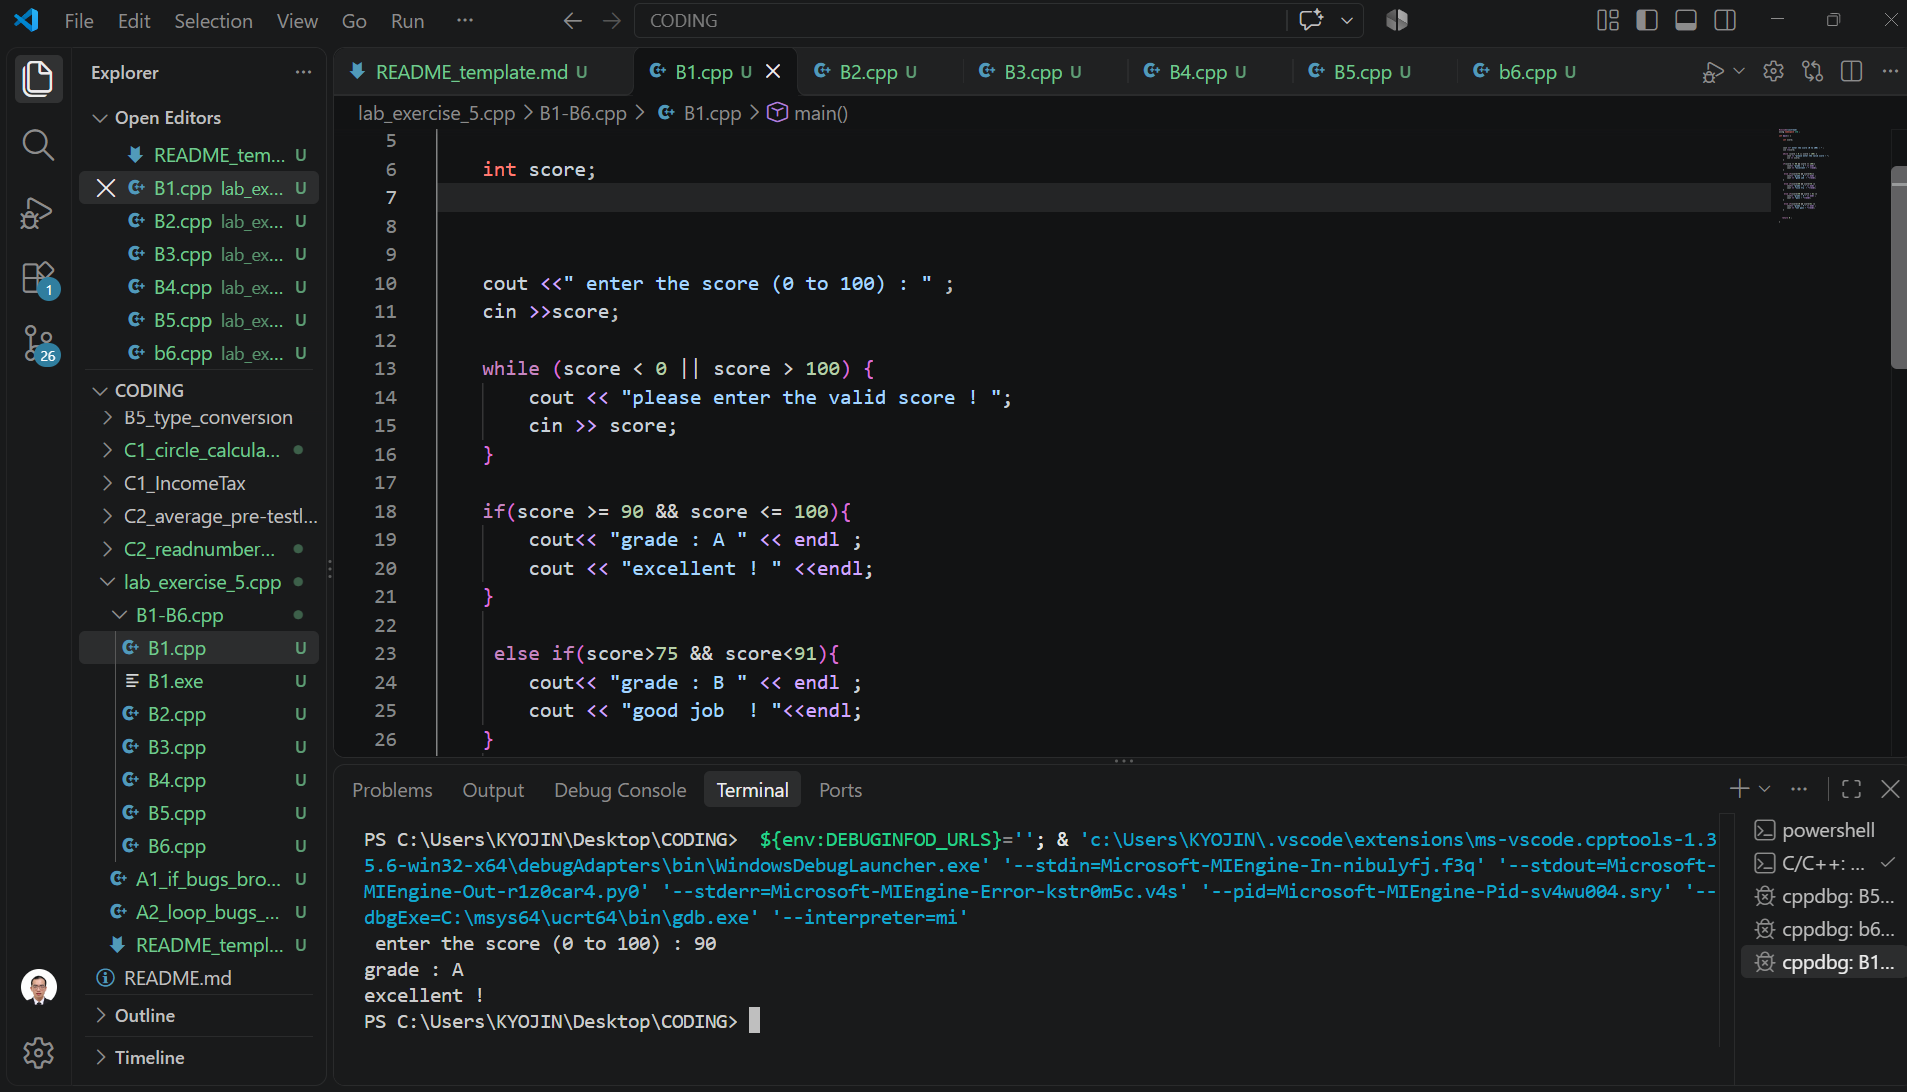 File Edit Selection View Go Run ··· CODING
Explorer ···
Open Editors
README_tem... U
B1.cpp lab_ex... U
B2.cpp lab_ex... U
B3.cpp lab_ex... U
B4.cpp lab_ex... U
B5.cpp lab_ex... U
b6.cpp lab_ex... U
CODING
B5_type_conversion
C1_circle_calcula...
C1_IncomeTax
C2_average_pre-testl...
C2_readnumber...
lab_exercise_5.cpp
B1-B6.cpp
B1.cpp U
B1.exe U
B2.cpp U
B3.cpp U
B4.cpp U
B5.cpp U
B6.cpp U
A1_if_bugs_bro... U
A2_loop_bugs_... U
README_templ... U
README.md
Outline
Timeline
1
26
README_template.md U B1.cpp U B2.cpp U B3.cpp U B4.cpp U B5.cpp U b6.cpp U
lab_exercise_5.cpp > B1-B6.cpp > B1.cpp > main()
5
6 int score;
7
8
9
10 cout <<" enter the score (0 to 100) : " ;
11 cin >>score;
12
13 while (score < 0 || score > 100) {
14 cout << "please enter the valid score ! ";
15 cin >> score;
16 }
17
18 if(score >= 90 && score <= 100){
19 cout<< "grade : A " << endl ;
20 cout << "excellent ! " <<endl;
21 }
22
23 else if(score>75 && score<91){
24 cout<< "grade : B " << endl ;
25 cout << "good job  ! "<<endl;
26 }
Problems Output Debug Console Terminal Ports
PS C:\Users\KYOJIN\Desktop\CODING>  ${env:DEBUGINFOD_URLS}=''; & 'c:\Users\KYOJIN\.vscode\extensions\ms-vscode.cpptools-1.3
5.6-win32-x64\debugAdapters\bin\WindowsDebugLauncher.exe' '--stdin=Microsoft-MIEngine-In-nibulyfj.f3q' '--stdout=Microsoft-
MIEngine-Out-r1z0car4.py0' '--stderr=Microsoft-MIEngine-Error-kstr0m5c.v4s' '--pid=Microsoft-MIEngine-Pid-sv4wu004.sry' '--
dbgExe=C:\msys64\ucrt64\bin\gdb.exe' '--interpreter=mi'
enter the score (0 to 100) : 90
grade : A
excellent !
PS C:\Users\KYOJIN\Desktop\CODING>
powershell
C/C++: ...
cppdbg: B5...
cppdbg: b6...
cppdbg: B1...